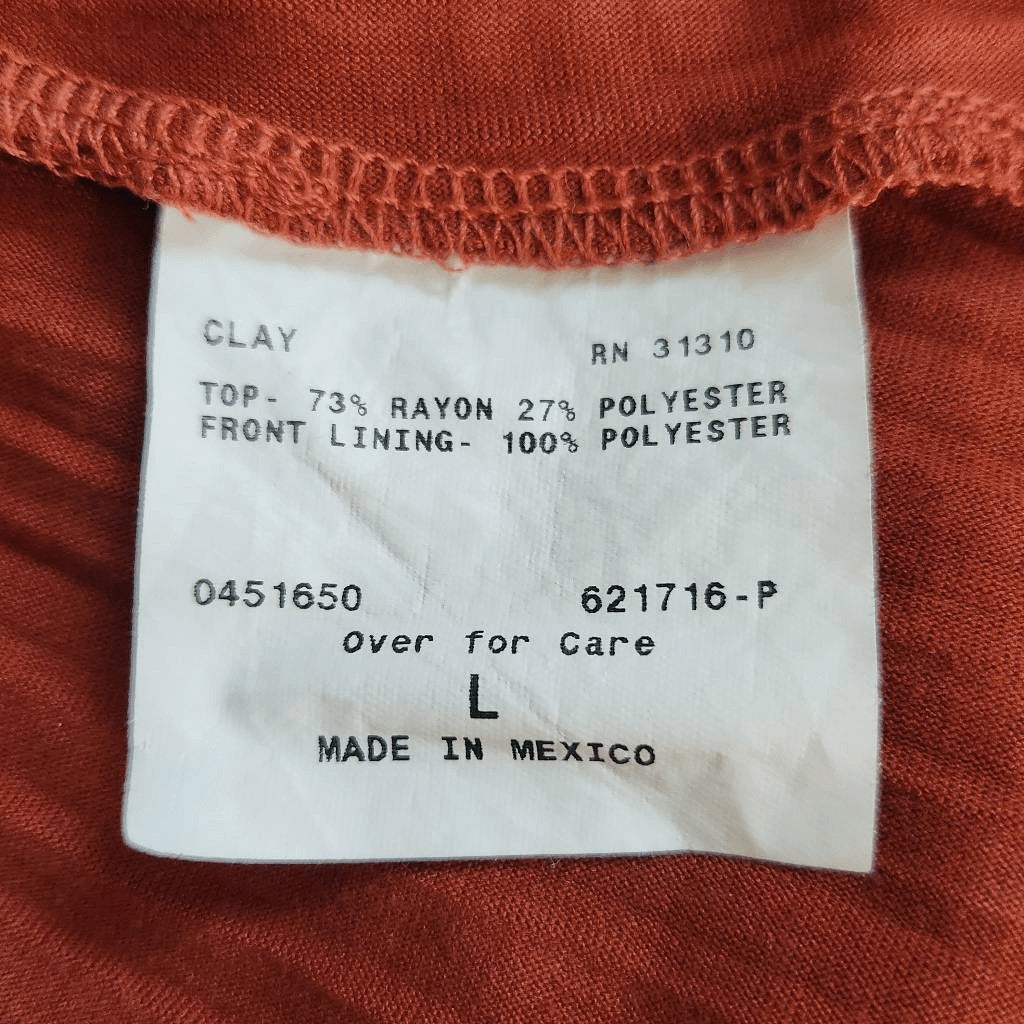 CLAY RN 31310
TOP- 73% RAYON 27% POLYESTER
FRONT LINING- 100% POLYESTER
0451650 621716-P
Over for Care
L
MADE IN MEXICO